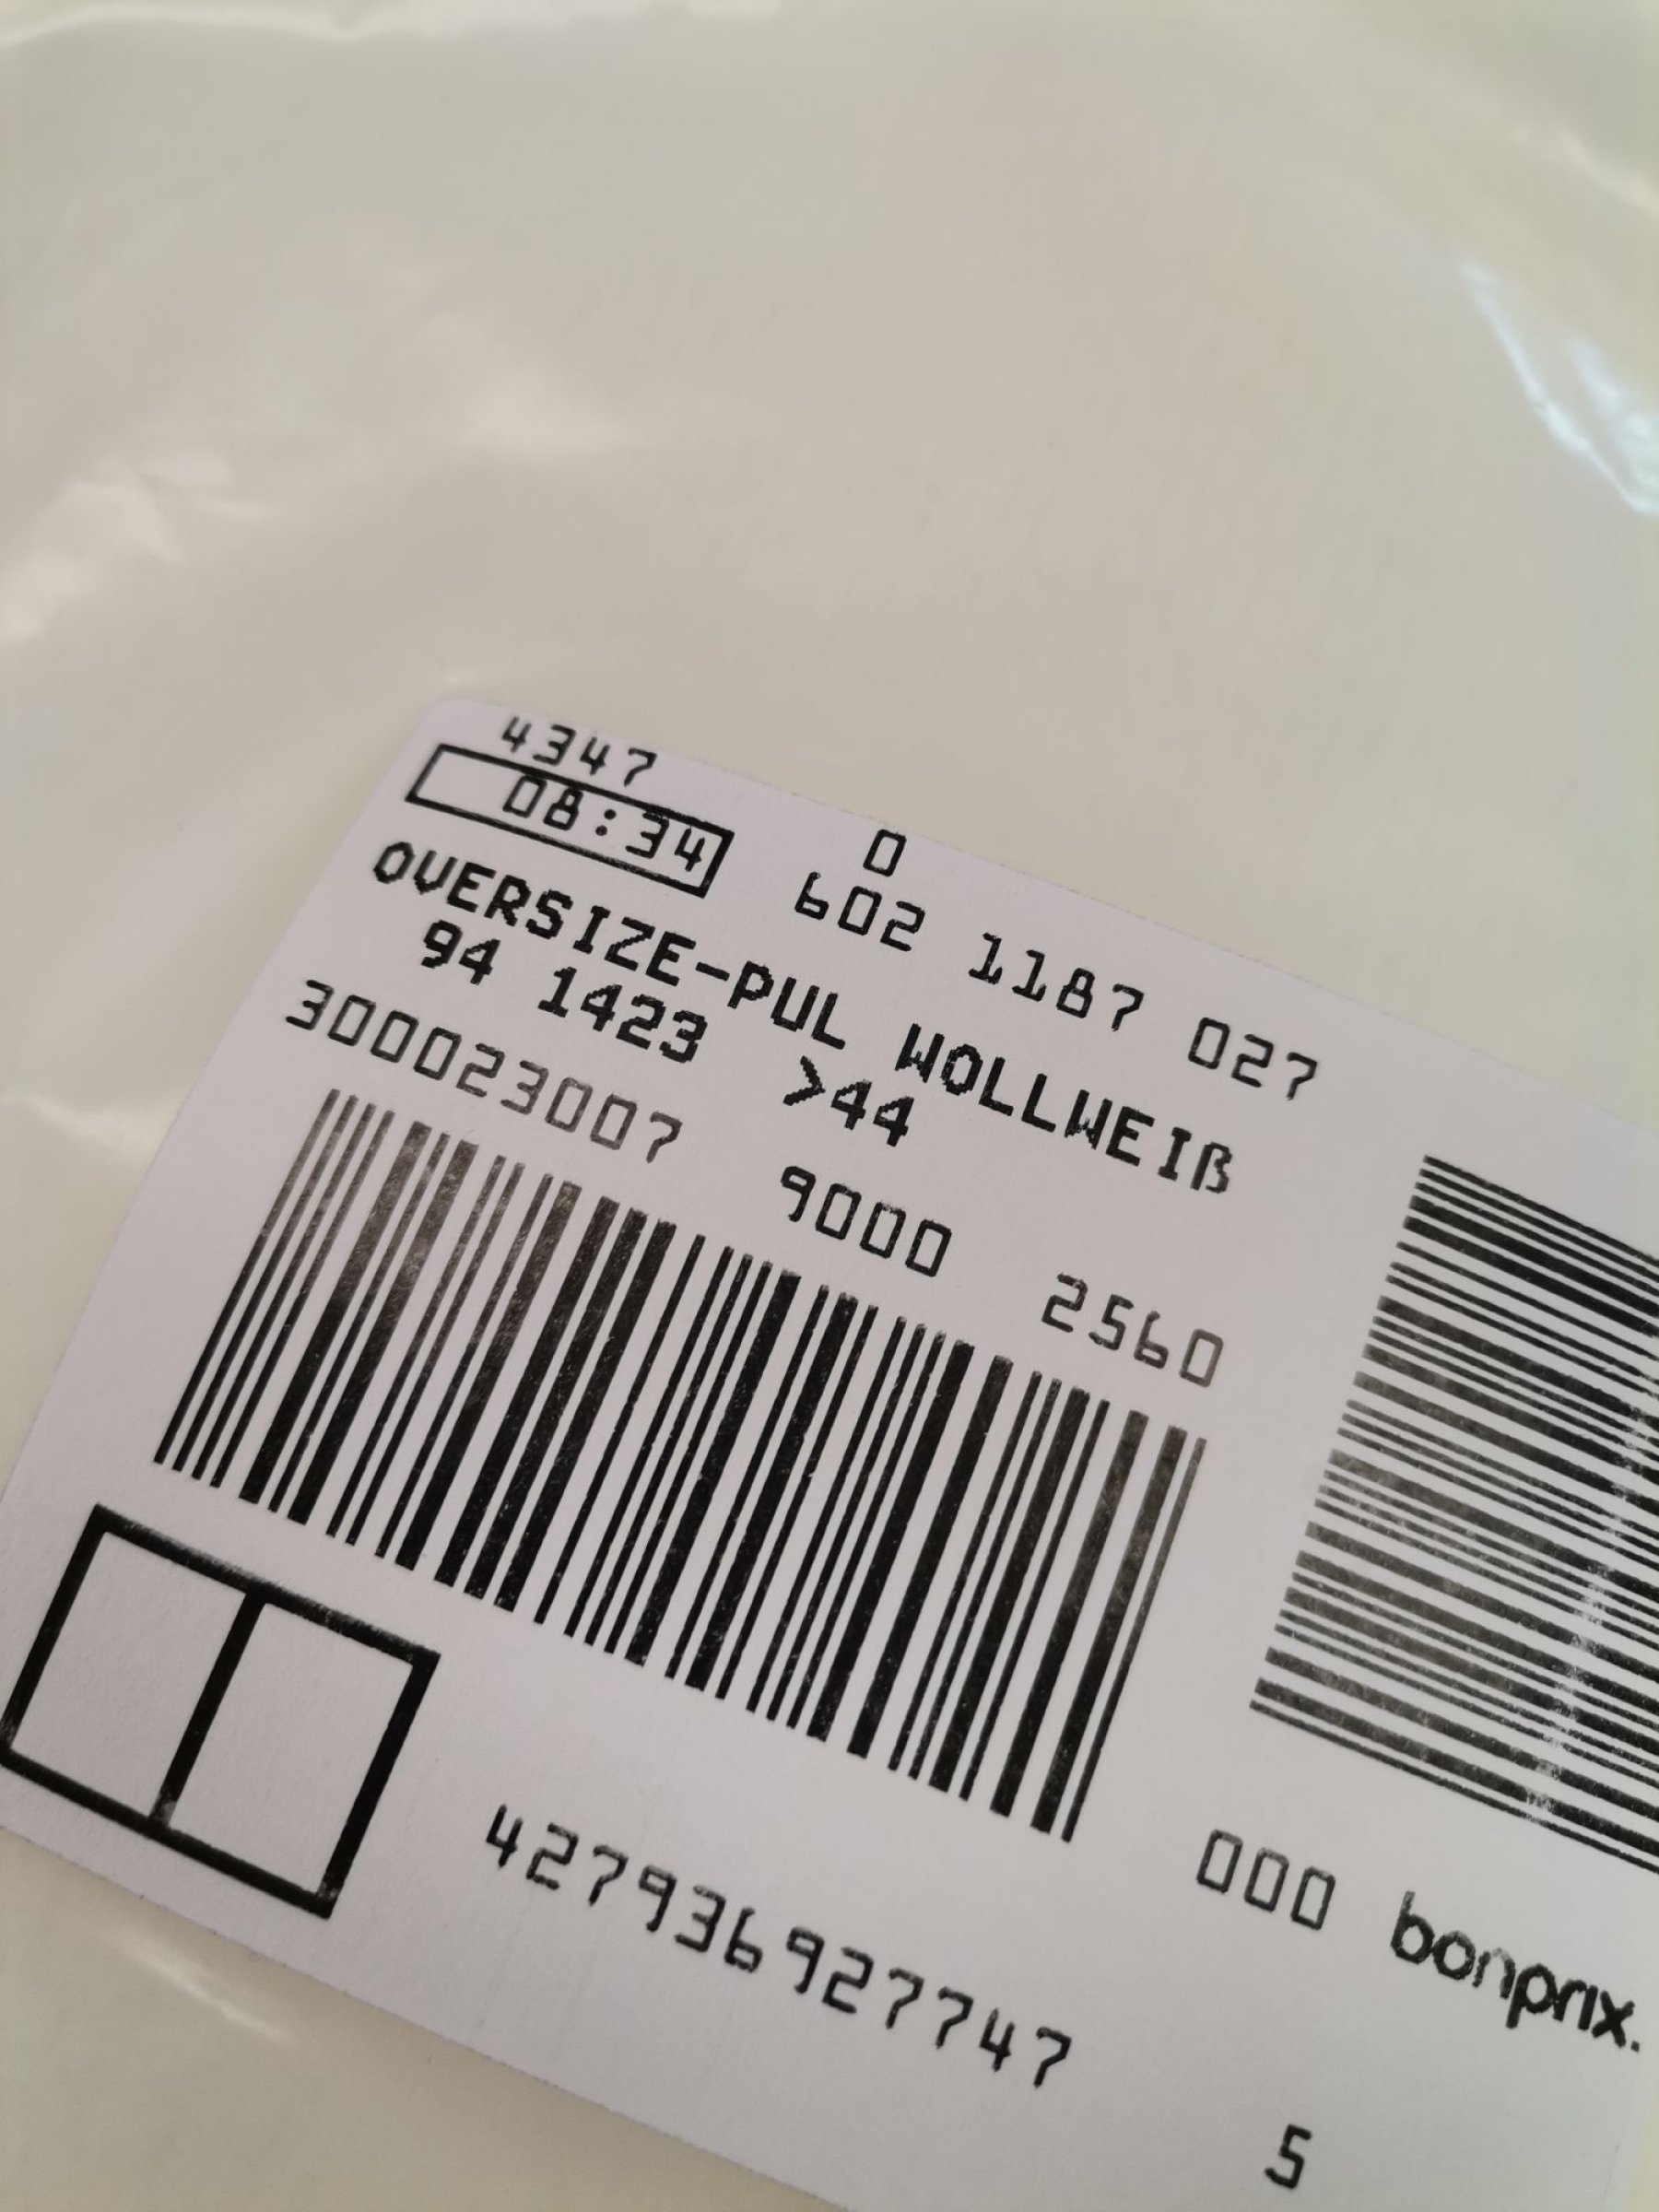 4347
08:34
0
602 1187 027
OVERSIZE-PUL WOLLWEIß
94 1423 >44
300023007 9000 2560
427936927747
000 bonprix.
5